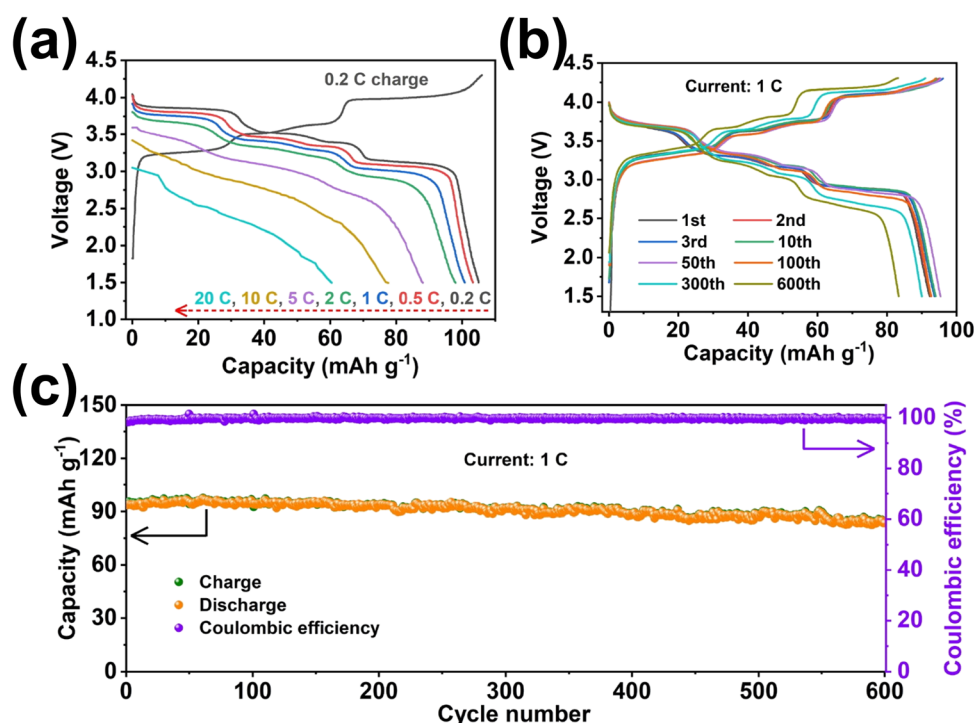 (a)
4.5
4.0
3.5
3.0
2.5
2.0
1.5
1.0
Voltage (V)
0.2 C charge
20 C, 10 C, 5 C, 2 C, 1 C, 0.5 C, 0.2 C
0 20 40 60 80 100
Capacity (mAh g⁻¹)
(b)
4.5
4.0
3.5
3.0
2.5
2.0
1.5
Voltage (V)
Current: 1 C
1st 2nd
3rd 10th
50th 100th
300th 600th
0 20 40 60 80 100
Capacity (mAh g⁻¹)
(c)
150
120
90
60
30
0
Capacity (mAh g⁻¹)
Current: 1 C
Charge
Discharge
Coulombic efficiency
100
80
60
40
20
0
Coulombic efficiency (%)
0 100 200 300 400 500 600
Cycle number